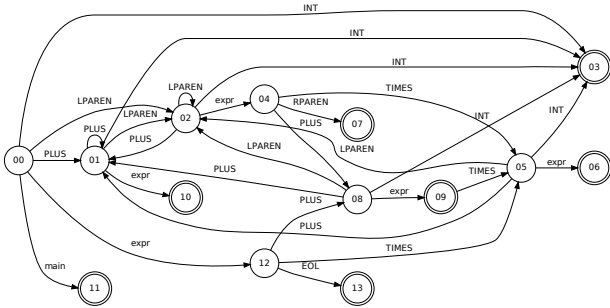 INT
INT
03
LPAREN
INT
LPAREN
expr
04
TIMES
PLUS
LPAREN
02
RPAREN
INT
INT
07
PLUS
PLUS
LPAREN
LPAREN
00
PLUS
01
05
expr
06
PLUS
TIMES
expr
10
08
expr
09
PLUS
PLUS
expr
TIMES
main
12
EOL
11
13